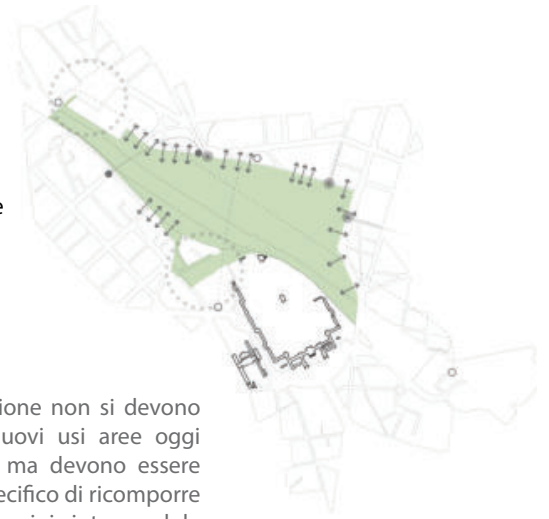 e
ione non si devono
uovi usi aree oggi
ma devono essere
ecifico di ricomporre